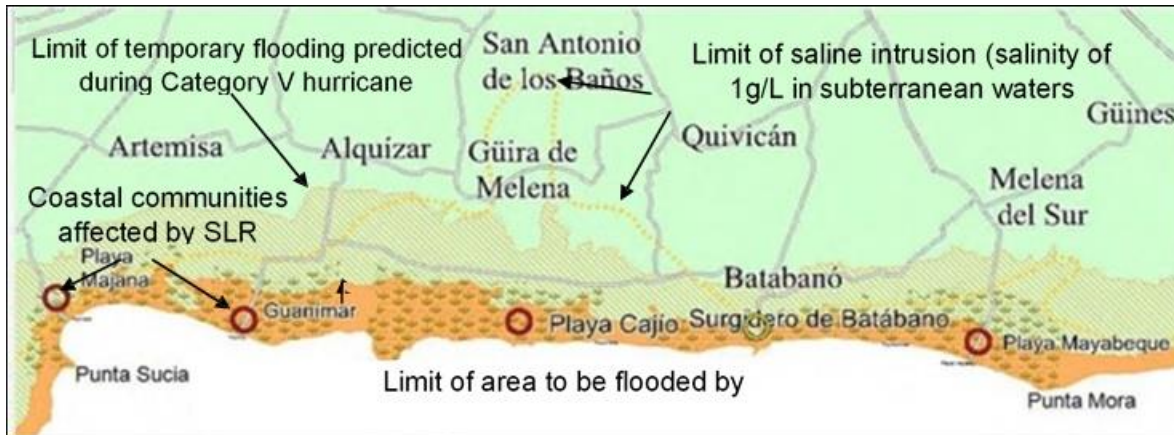 Limit of temporary flooding predicted
during Category V hurricane
San Antonio
de los Baños
Limit of saline intrusion (salinity of
1g/L in subterranean waters
Güines
Artemisa
Alquízar
Güira de
Melena
Quivicán
Melena
del Sur
Coastal communities
affected by SLR
Playa
Majana
Guanimar
Batabanó
Playa Cajío
Surgidero de Batábano
Playa Mayabeque
Punta Sucia
Limit of area to be flooded by
Punta Mora